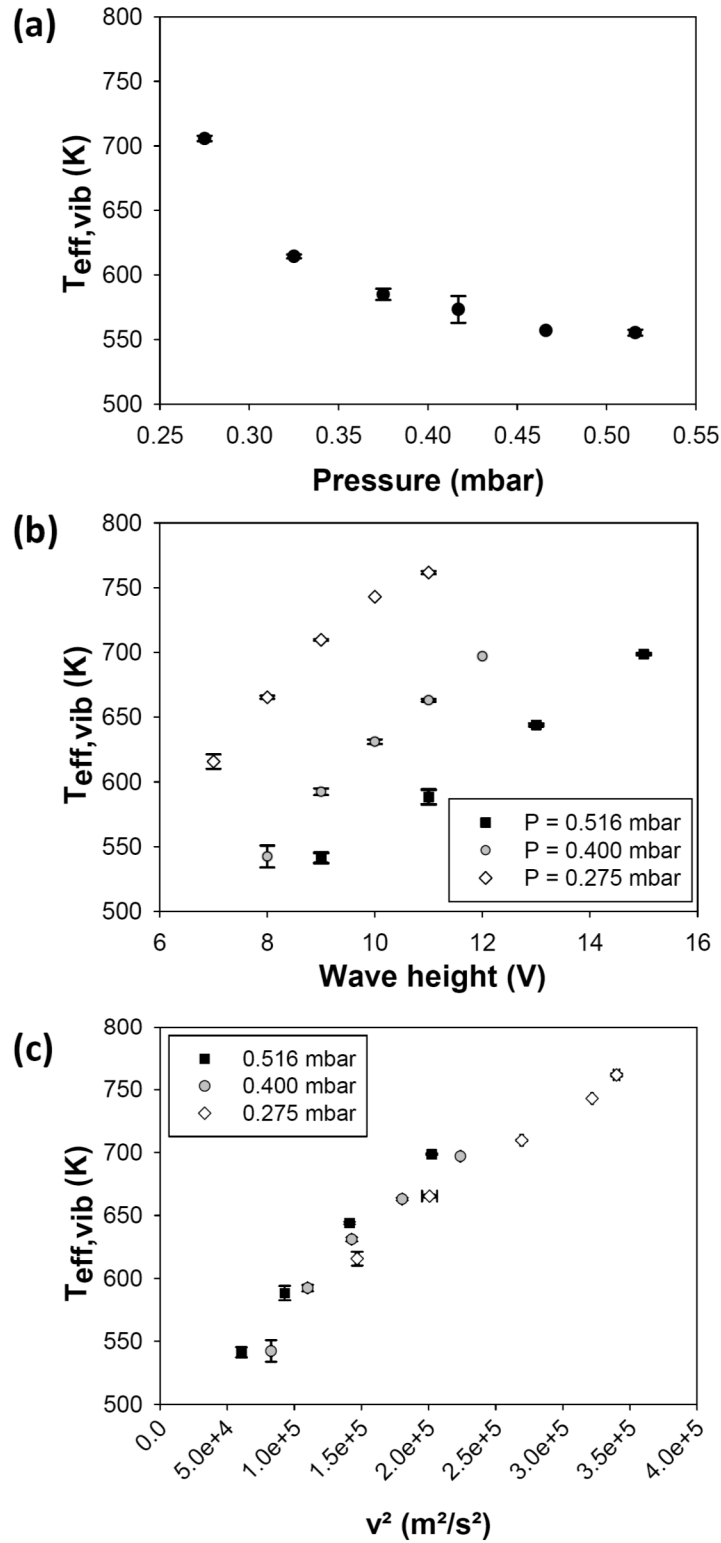 (a)
800
750
700
650
600
550
500
Teff,vib (K)
0.25 0.30 0.35 0.40 0.45 0.50 0.55
Pressure (mbar)
(b)
800
750
700
650
600
550
500
Teff,vib (K)
P = 0.516 mbar
P = 0.400 mbar
P = 0.275 mbar
6 8 10 12 14 16
Wave height (V)
(c)
800
750
700
650
600
550
500
Teff,vib (K)
0.516 mbar
0.400 mbar
0.275 mbar
0.0 5.0e+4 1.0e+5 1.5e+5 2.0e+5 2.5e+5 3.0e+5 3.5e+5 4.0e+5
v² (m²/s²)